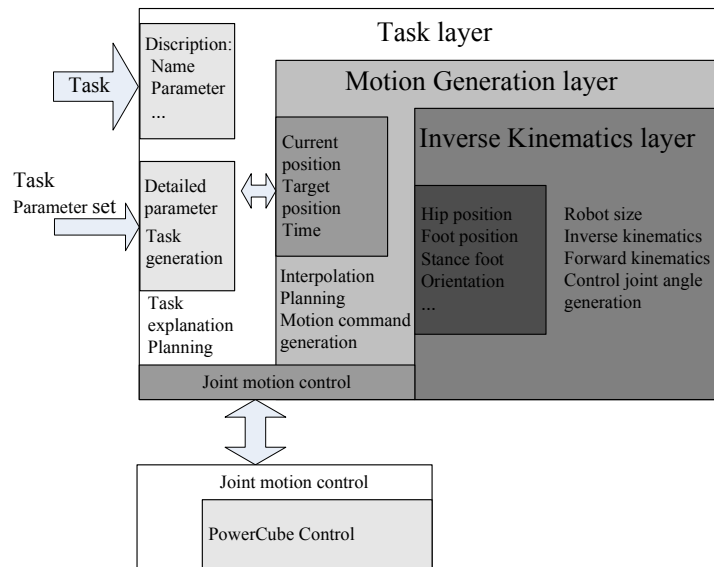 Task layer
Discription:
Name
Parameter
...
Task
Motion Generation layer
Inverse Kinematics layer
Current
position
Target
position
Time
Task
Parameter set
Detailed
parameter
Task
generation
Hip position
Foot position
Stance foot
Orientation
...
Robot size
Inverse kinematics
Forward kinematics
Control joint angle
generation
Interpolation
Planning
Motion command
generation
Task
explanation
Planning
Joint motion control
Joint motion control
PowerCube Control